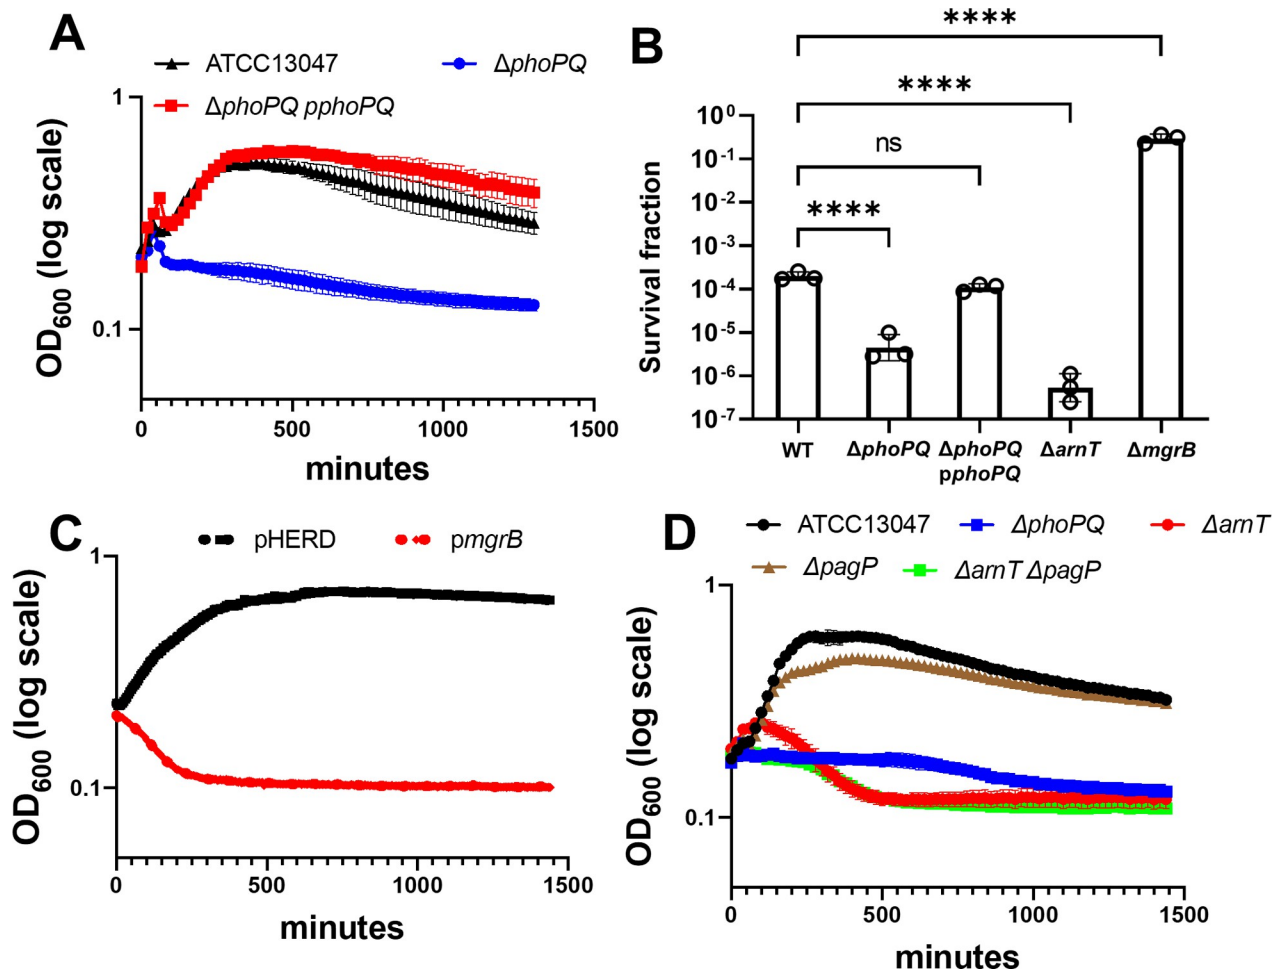 A
ATCC13047
ΔphoPQ
ΔphoPQ pphoPQ
1
0.1
OD600 (log scale)
0
500
1000
1500
minutes
B
****
****
ns
****
Survival fraction
10^0
10^-1
10^-2
10^-3
10^-4
10^-5
10^-6
10^-7
WT
ΔphoPQ
ΔphoPQ
pphoPQ
ΔarnT
ΔmgrB
C
pHERD
pmgrB
1
0.1
OD600 (log scale)
0
500
1000
1500
minutes
D
ATCC13047
ΔphoPQ
ΔarnT
ΔpagP
ΔarnT ΔpagP
1
0.1
OD600 (log scale)
0
500
1000
1500
minutes